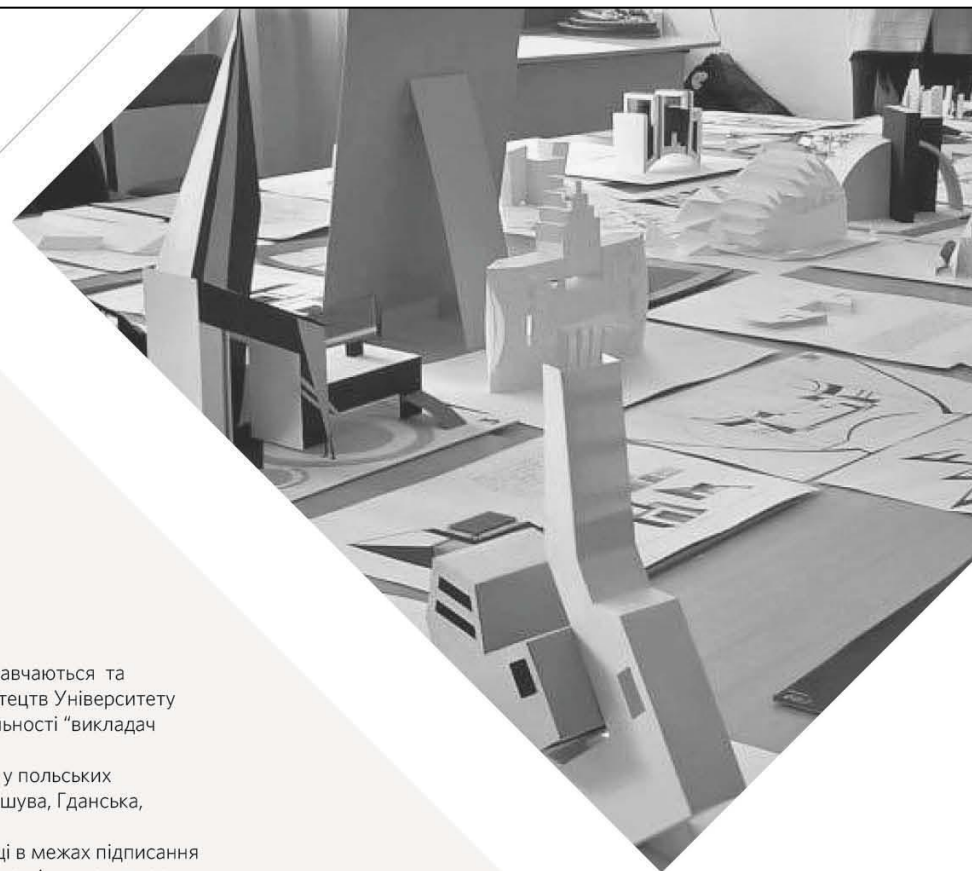 авчаються та
тецтв Університету
ьності “викладач
у польських
шува, Гданська,
ці в межах підписання